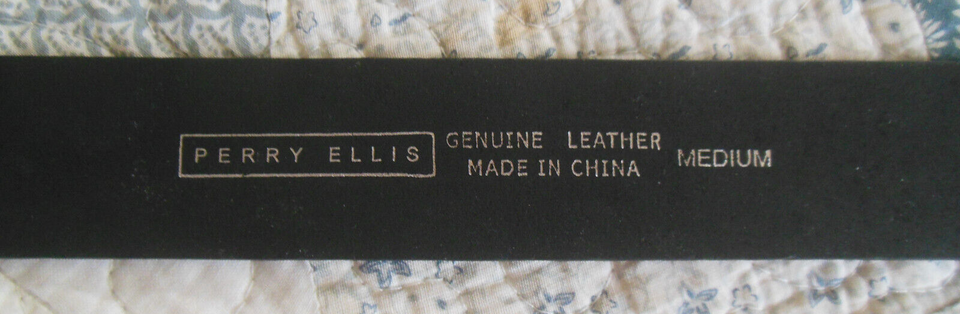 PERRY ELLIS
GENUINE LEATHER
MADE IN CHINA
MEDIUM